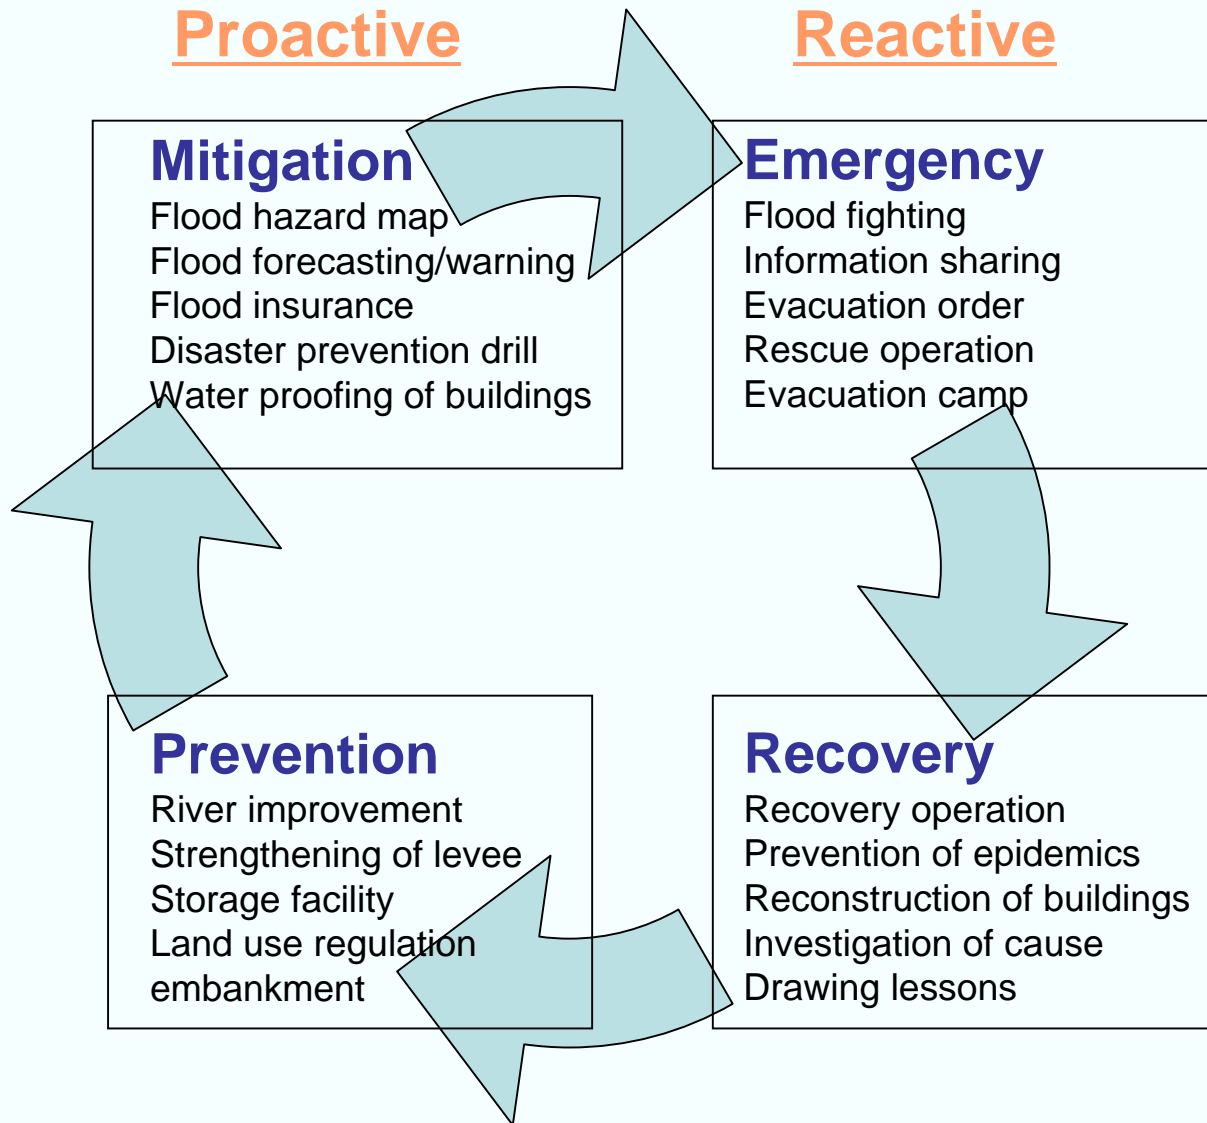 Proactive
Reactive
Mitigation
Flood hazard map
Flood forecasting/warning
Flood insurance
Disaster prevention drill
Water proofing of buildings
Emergency
Flood fighting
Information sharing
Evacuation order
Rescue operation
Evacuation camp
Prevention
River improvement
Strengthening of levee
Storage facility
Land use regulation
embankment
Recovery
Recovery operation
Prevention of epidemics
Reconstruction of buildings
Investigation of cause
Drawing lessons